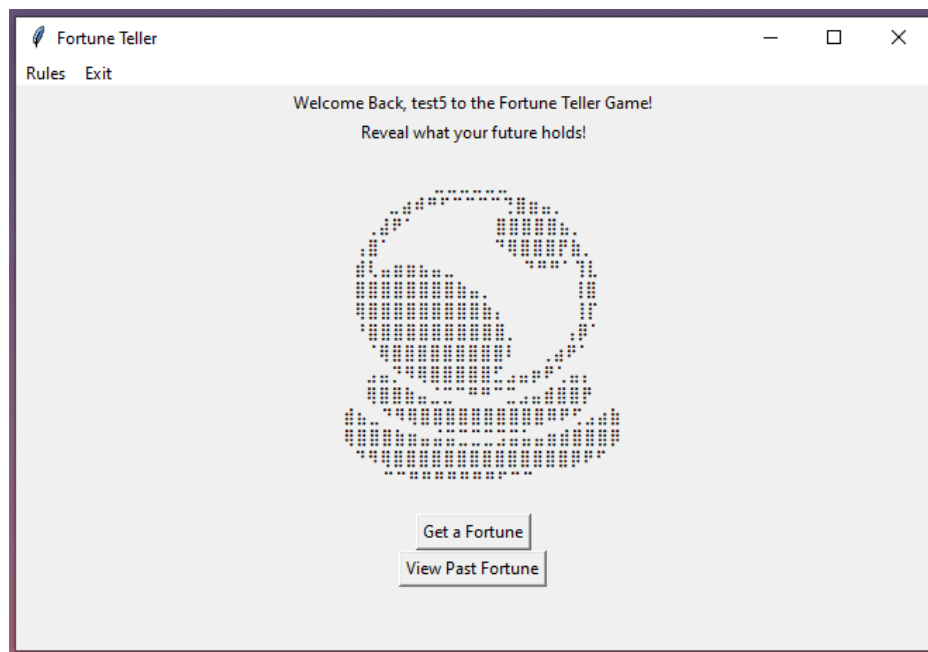 Fortune Teller
Rules Exit
Welcome Back, test5 to the Fortune Teller Game!
Reveal what your future holds!
Get a Fortune
View Past Fortune